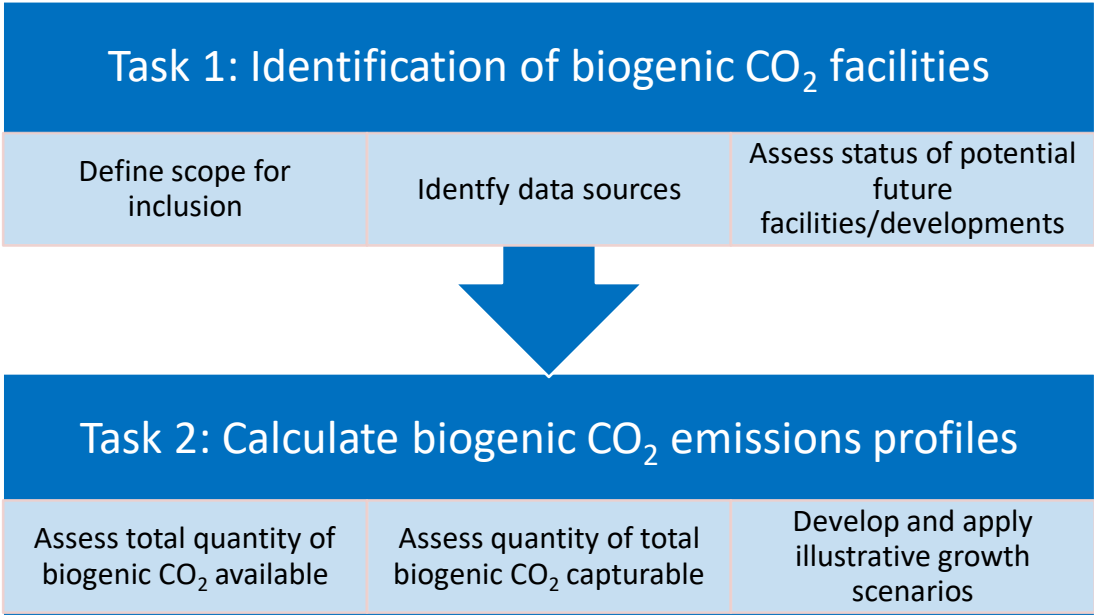 Task 1: Identification of biogenic CO₂ facilities
Define scope for
inclusion
Identfy data sources
Assess status of potential
future
facilities/developments
Task 2: Calculate biogenic CO₂ emissions profiles
Assess total quantity of
biogenic CO₂ available
Assess quantity of total
biogenic CO₂ capturable
Develop and apply
illustrative growth
scenarios